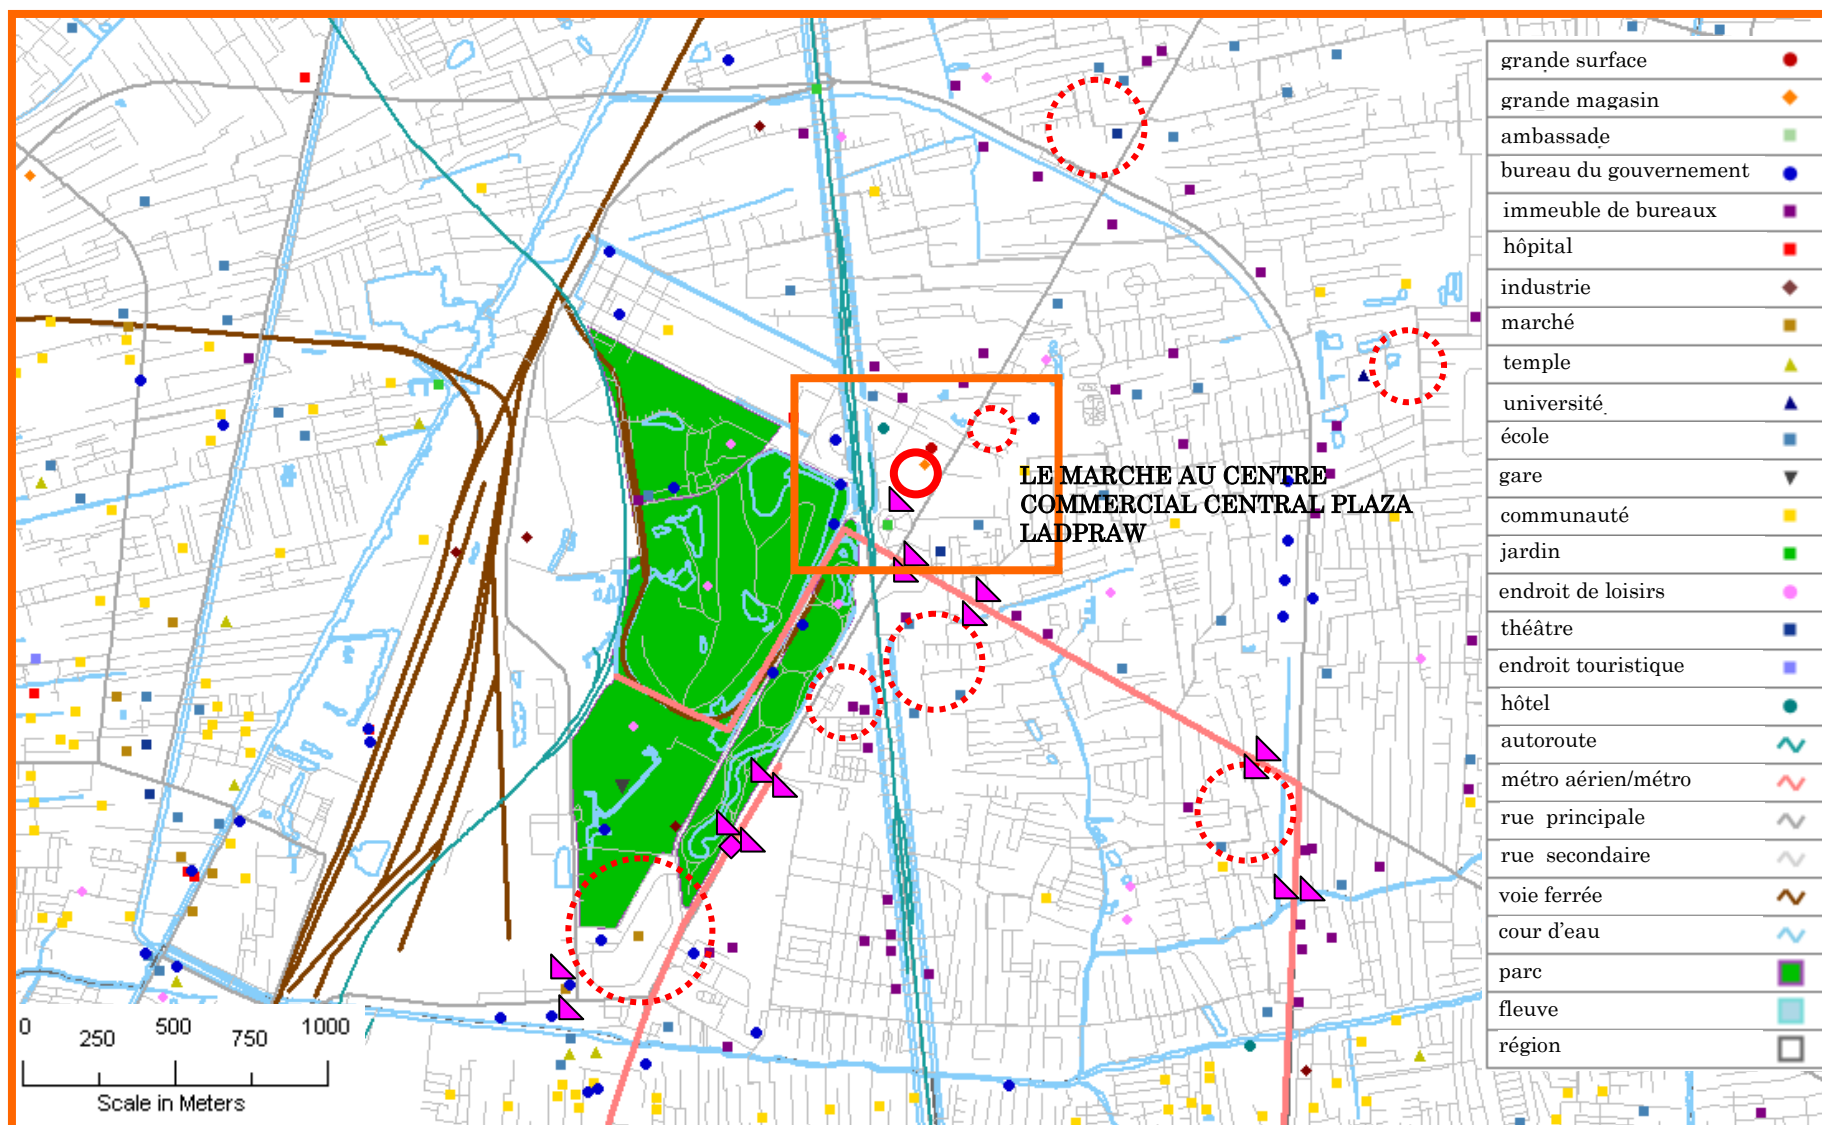 grande surface
grande magasin
ambassade
bureau du gouvernement
immeuble de bureaux
hôpital
industrie
marché
temple
université
école
gare
communauté
jardin
endroit de loisirs
théâtre
endroit touristique
hôtel
autoroute
métro aérien/métro
rue principale
rue secondaire
voie ferrée
cour d'eau
parc
fleuve
région
LE MARCHE AU CENTRE
COMMERCIAL CENTRAL PLAZA
LADPRAW
0 250 500 750 1000
Scale in Meters